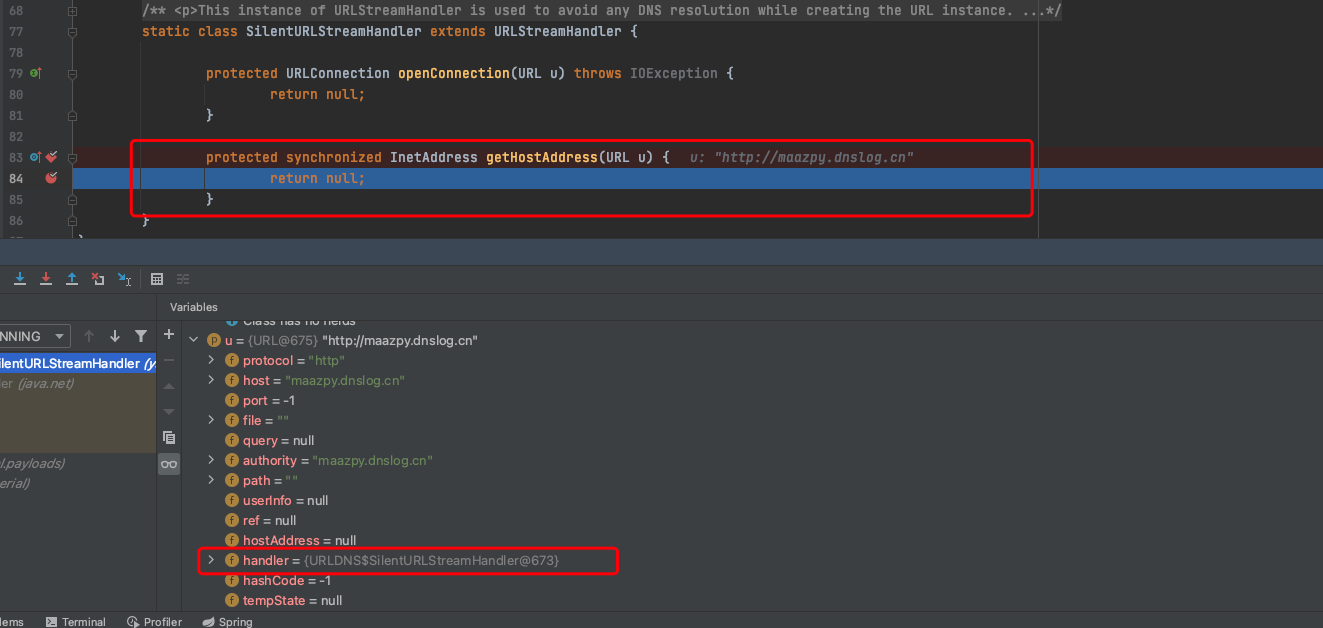 68 /** <p>This instance of URLStreamHandler is used to avoid any DNS resolution while creating the URL instance. ...*/
77 static class SilentURLStreamHandler extends URLStreamHandler {
78
79 protected URLConnection openConnection(URL u) throws IOException {
80 return null;
81 }
82
83 protected synchronized InetAddress getHostAddress(URL u) { u: "http://maazpy.dnslog.cn"
84 return null;
85 }
86 }
Variables
Class has no fields
NNING
u = {URL@675} "http://maazpy.dnslog.cn"
ilentURLStreamHandler (y
protocol = "http"
er (java.net)
host = "maazpy.dnslog.cn"
port = -1
file = ""
query = null
l.payloads)
authority = "maazpy.dnslog.cn"
erial)
path = ""
userInfo = null
ref = null
hostAddress = null
handler = {URLDNS$SilentURLStreamHandler@673}
hashCode = -1
tempState = null
lems Terminal Profiler Spring